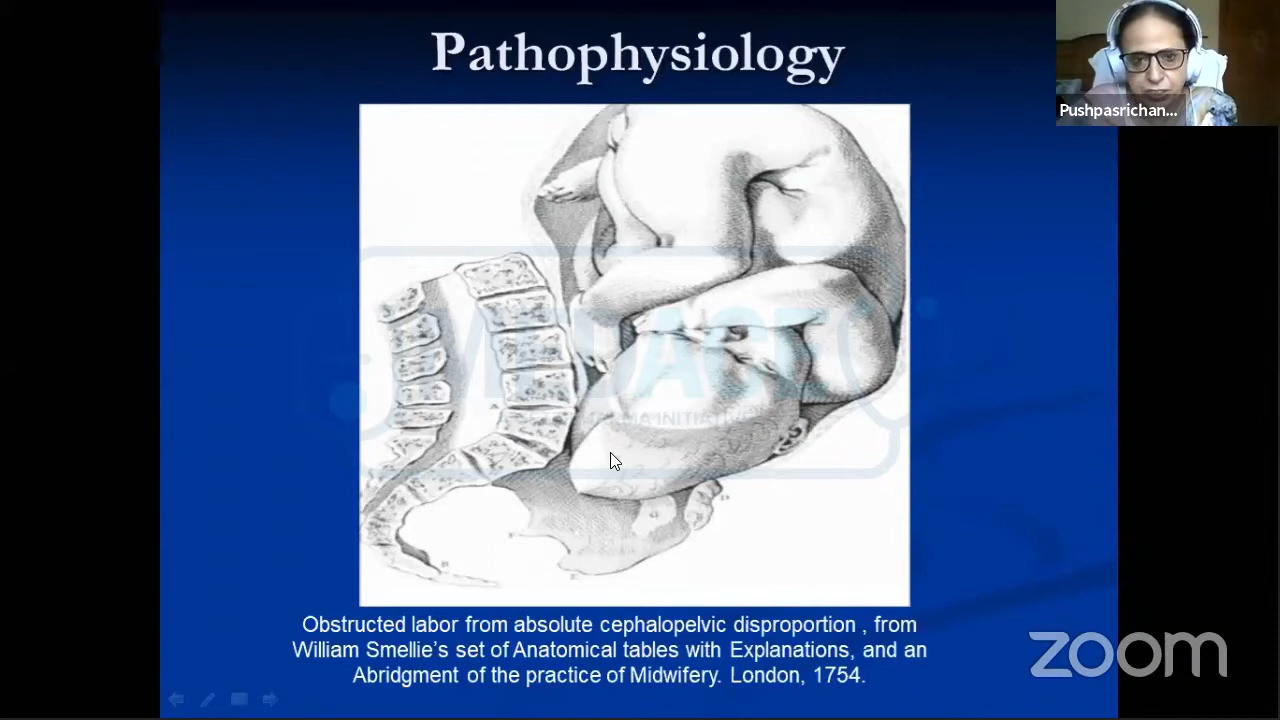 Pathophysiology
Pushpasrichan...
Obstructed labor from absolute cephalopelvic disproportion , from
William Smellie's set of Anatomical tables with Explanations, and an
Abridgment of the practice of Midwifery. London, 1754.
zoom